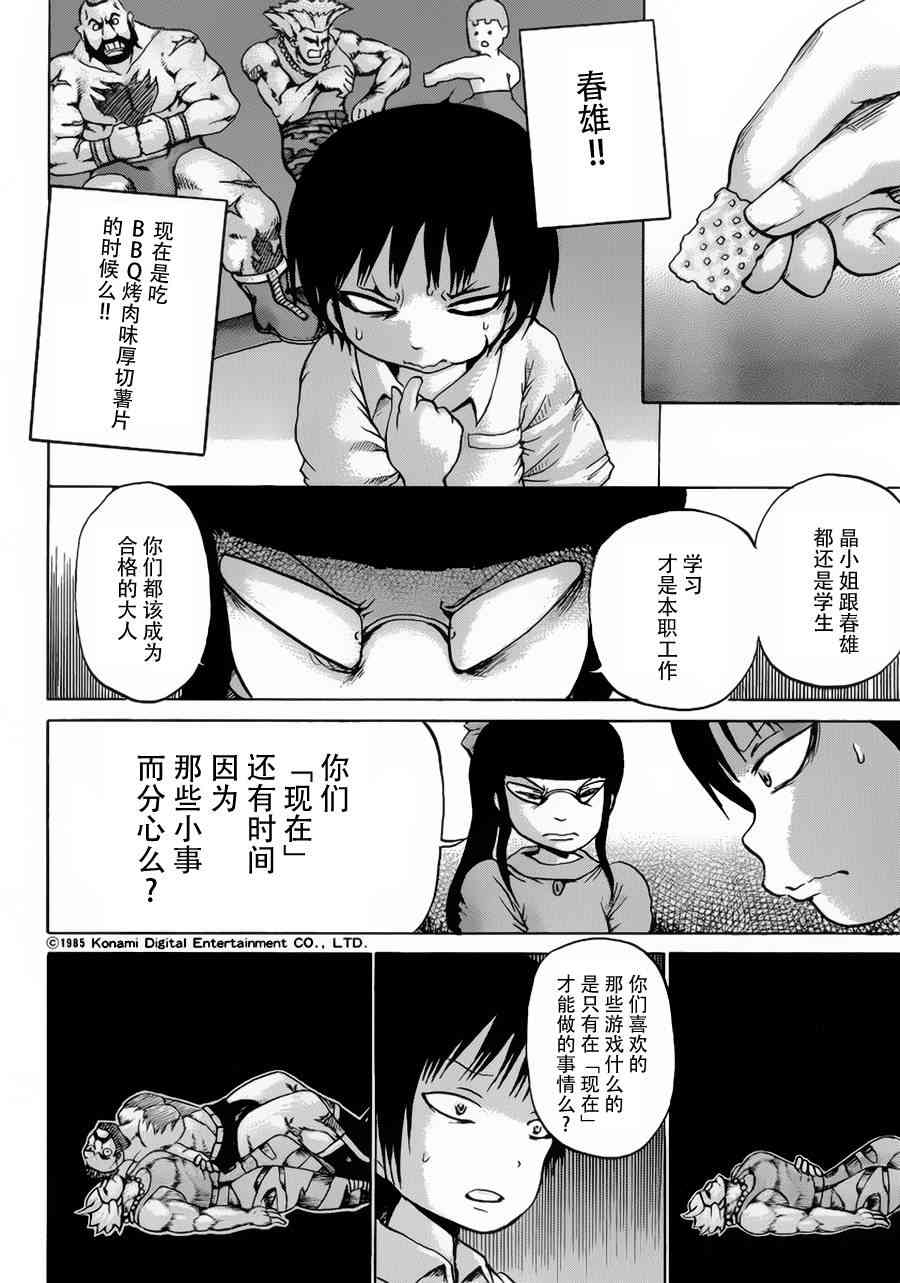 春雄!!
现在是吃
BBQ烤肉味厚切薯片
的时候么!!
晶小姐跟春雄
都还是学生
学习
才是本职工作
你们都该成为
合格的大人
你们
「现在」
还有时间
因为
那些小事
而分心么?
©1985 Konami Digital Entertainment CO., LTD.
你们喜欢的
那些游戏什么的
是只有在「现在」
才能做的事情么?